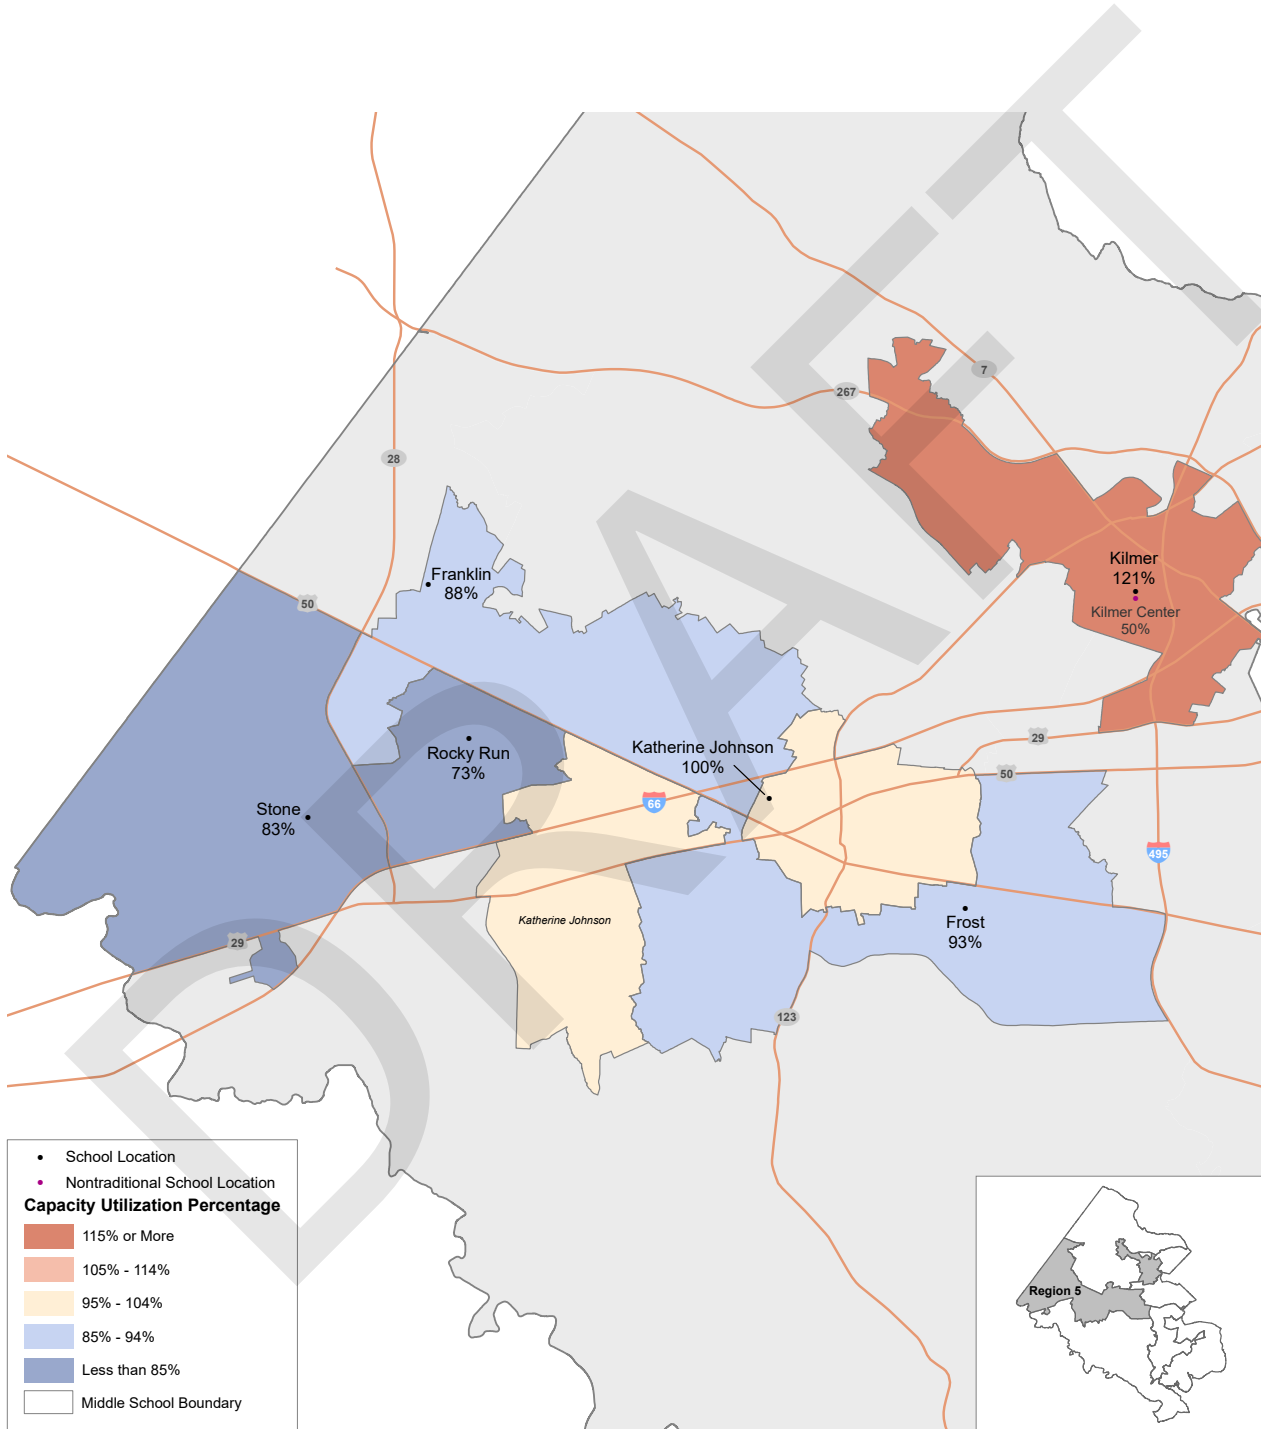 DRAFT
267
7
28
Franklin
88%
50
Kilmer
121%
Kilmer Center
50%
Rocky Run
73%
Katherine Johnson
100%
29
50
66
Stone
83%
495
Katherine Johnson
Frost
93%
29
123
School Location
Nontraditional School Location
Capacity Utilization Percentage
115% or More
105% - 114%
95% - 104%
85% - 94%
Less than 85%
Middle School Boundary
Region 5